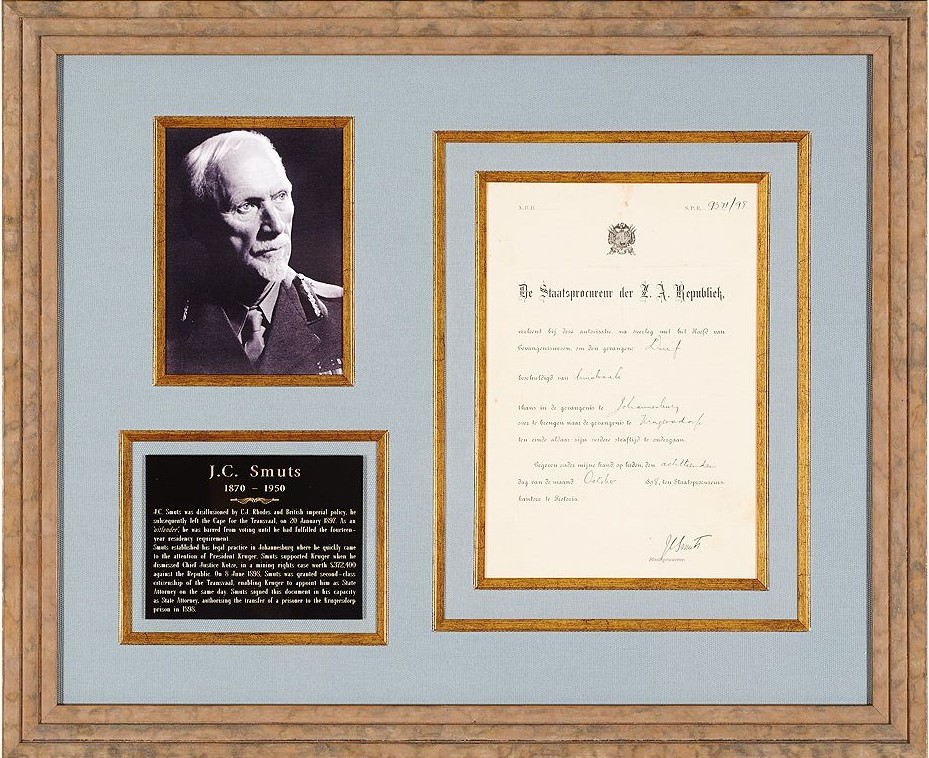 J.C. Smuts
1870 – 1950
J.C. Smuts was disillusioned by C.J. Rhodes and British imperial policy, he
subsequently left the Cape for the Transvaal, on 20 January 1897. As an
'uitlander', he was barred from voting until he had fulfilled the fourteen-
year residency requirement.
Smuts established his legal practice in Johannesburg where he quickly came
to the attention of President Kruger. Smuts supported Kruger when he
dismissed Chief Justice Kotze, in a mining rights case worth £372,400
against the Republic. On 8 June 1898, Smuts was granted second-class
citizenship of the Transvaal, enabling Kruger to appoint him as State
Attorney on the same day. Smuts signed this document in his capacity
as State Attorney, authorising the transfer of a prisoner to the Krugersdorp
prison in 1898.
S.P.R. 9571/98
De Staatsprocureur der Z. A. Republiek,
verleent bij deze autorisatie, na overleg met het Hoofd van
Gevangeniswezen, om den gevangene
beschuldigd van
thans in de gevangenis te Johannesburg
over te brengen naar de gevangenis te Krugersdorp
ten einde aldaar zijn verdere straftijd te ondergaan.
Gegeven onder mijne hand, op heden, den achttienden
dag van de maand October 1898, ten Staatsprocureurs-
kantore te Pretoria.
JCSmuts
Staatsprocureur.